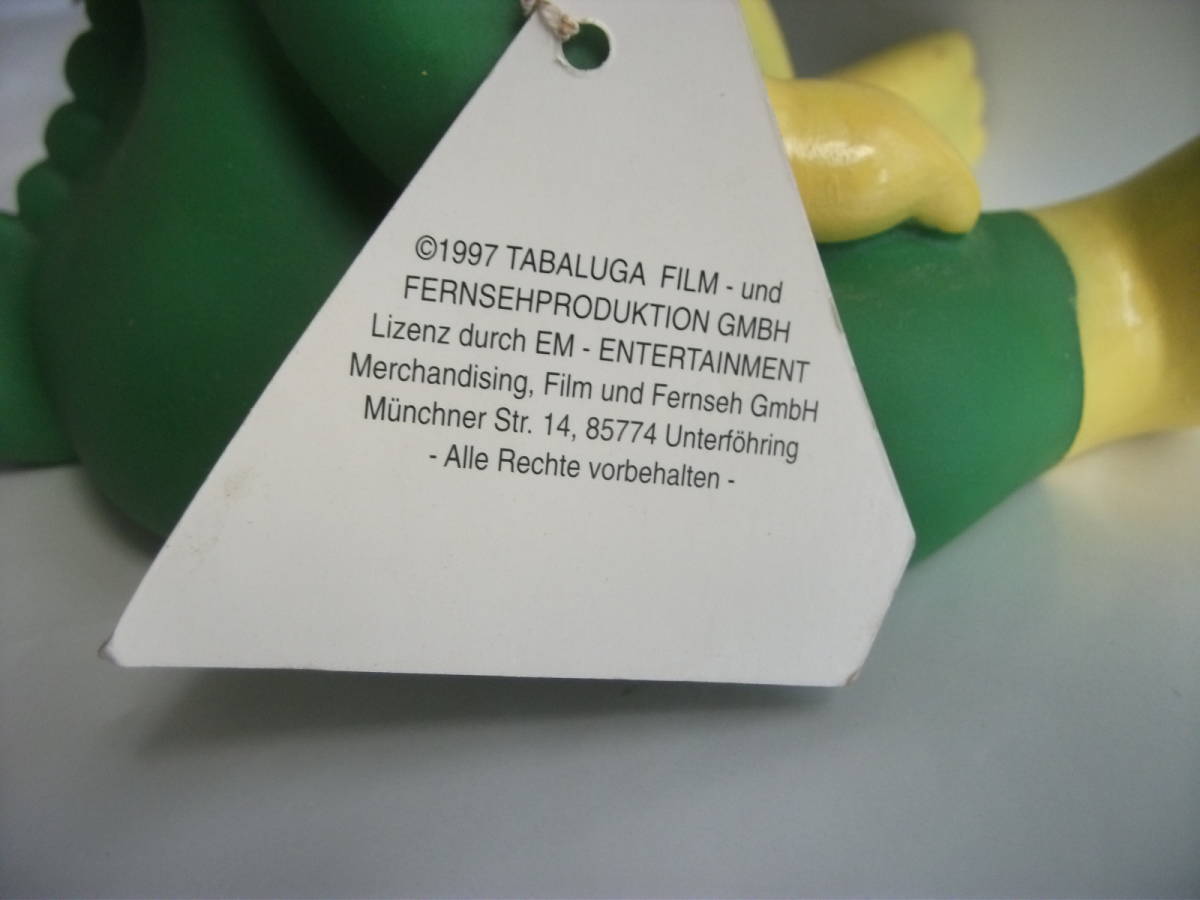 ©1997 TABALUGA FILM - und
FERNSEHPRODUKTION GMBH
Lizenz durch EM - ENTERTAINMENT
Merchandising, Film und Fernseh GmbH
Münchner Str. 14, 85774 Unterföhring
- Alle Rechte vorbehalten -